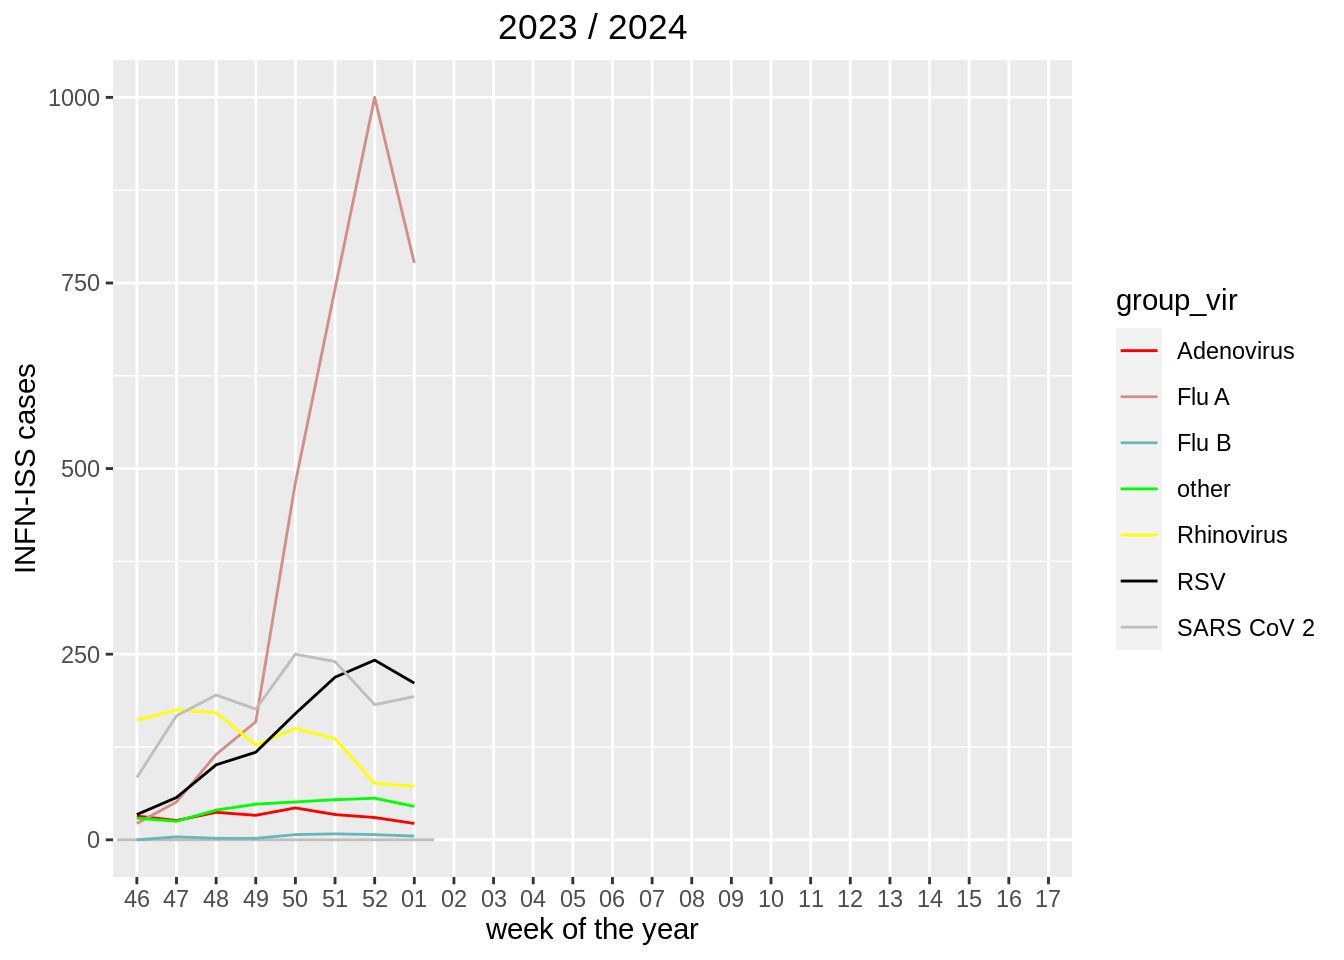 2023 / 2024
INFN-ISS cases
1000
750
500
250
0
46 47 48 49 50 51 52 01 02 03 04 05 06 07 08 09 10 11 12 13 14 15 16 17
week of the year
group_vir
Adenovirus
Flu A
Flu B
other
Rhinovirus
RSV
SARS CoV 2